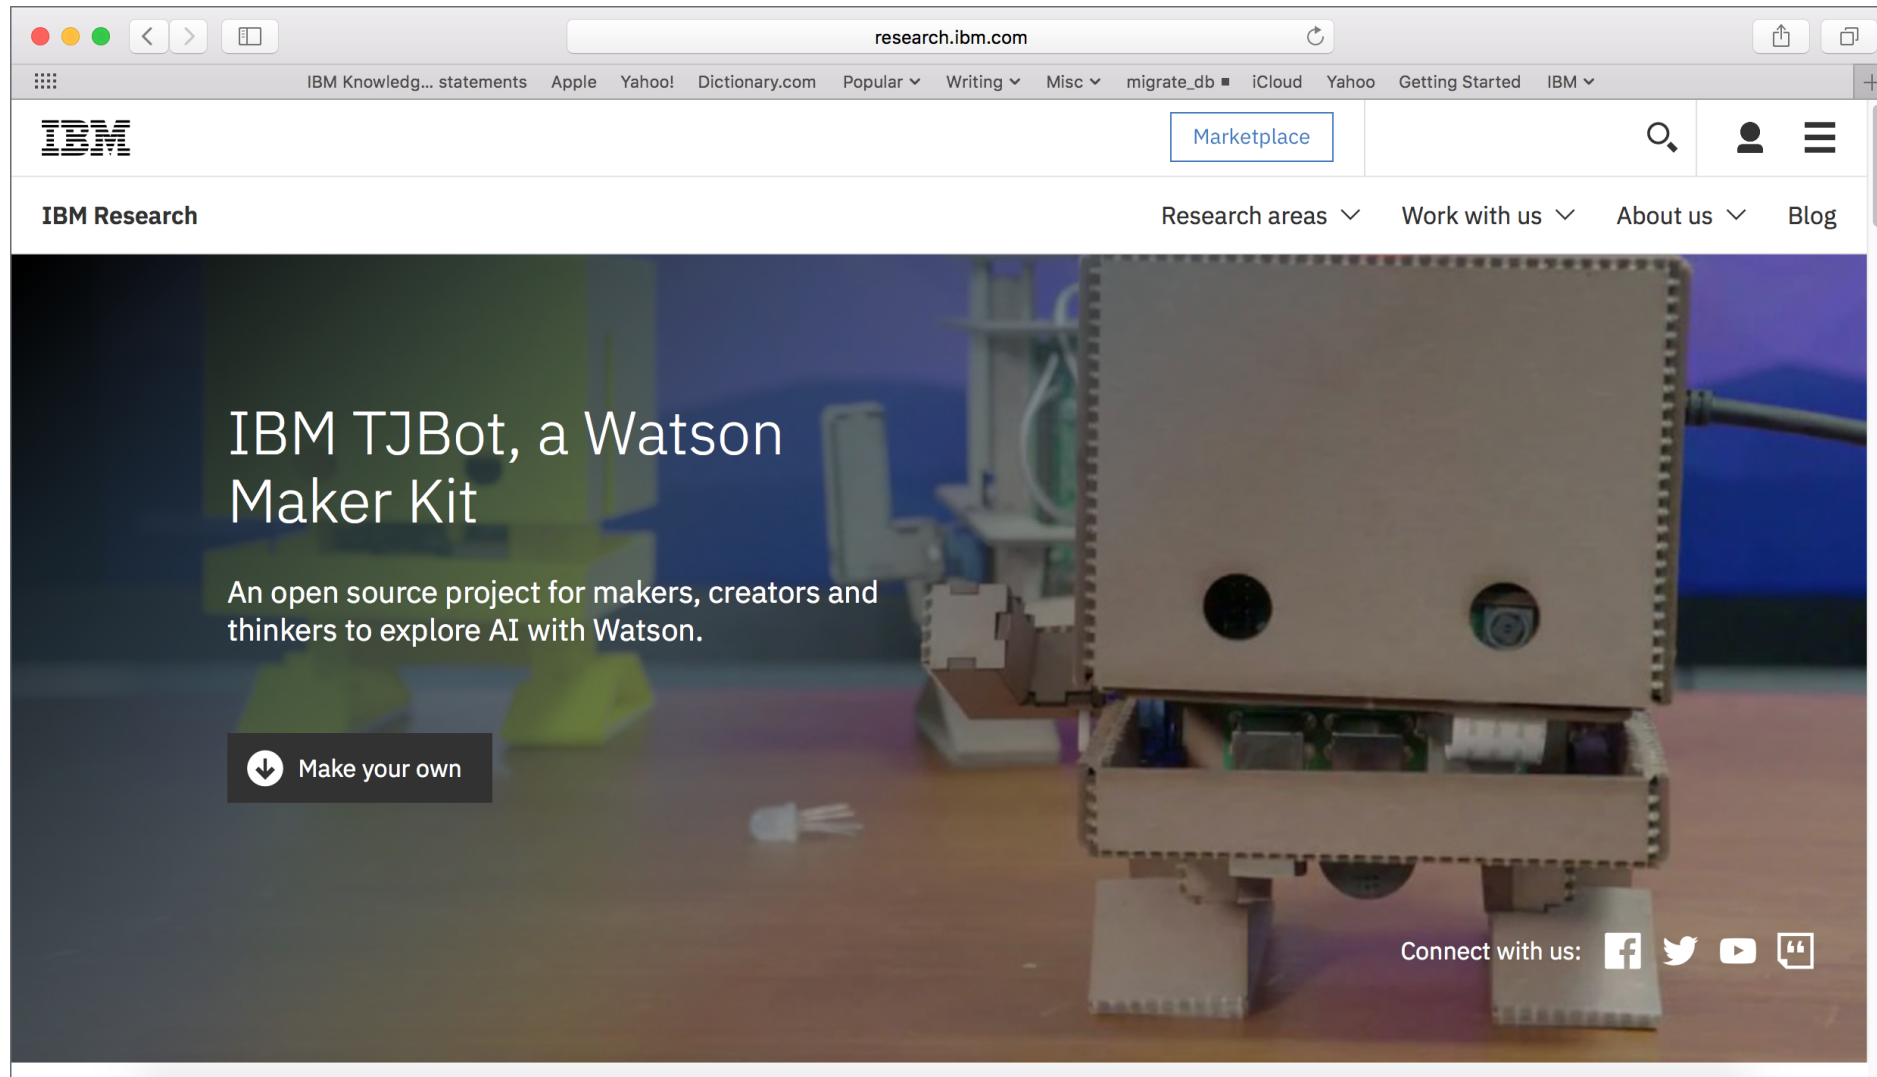 research.ibm.com
IBM Knowledg... statements Apple Yahoo! Dictionary.com Popular Writing Misc migrate_db iCloud Yahoo Getting Started IBM
IBM
Marketplace
IBM Research Research areas Work with us About us Blog
IBM TJBot, a Watson
Maker Kit
An open source project for makers, creators and
thinkers to explore AI with Watson.
Make your own
Connect with us: